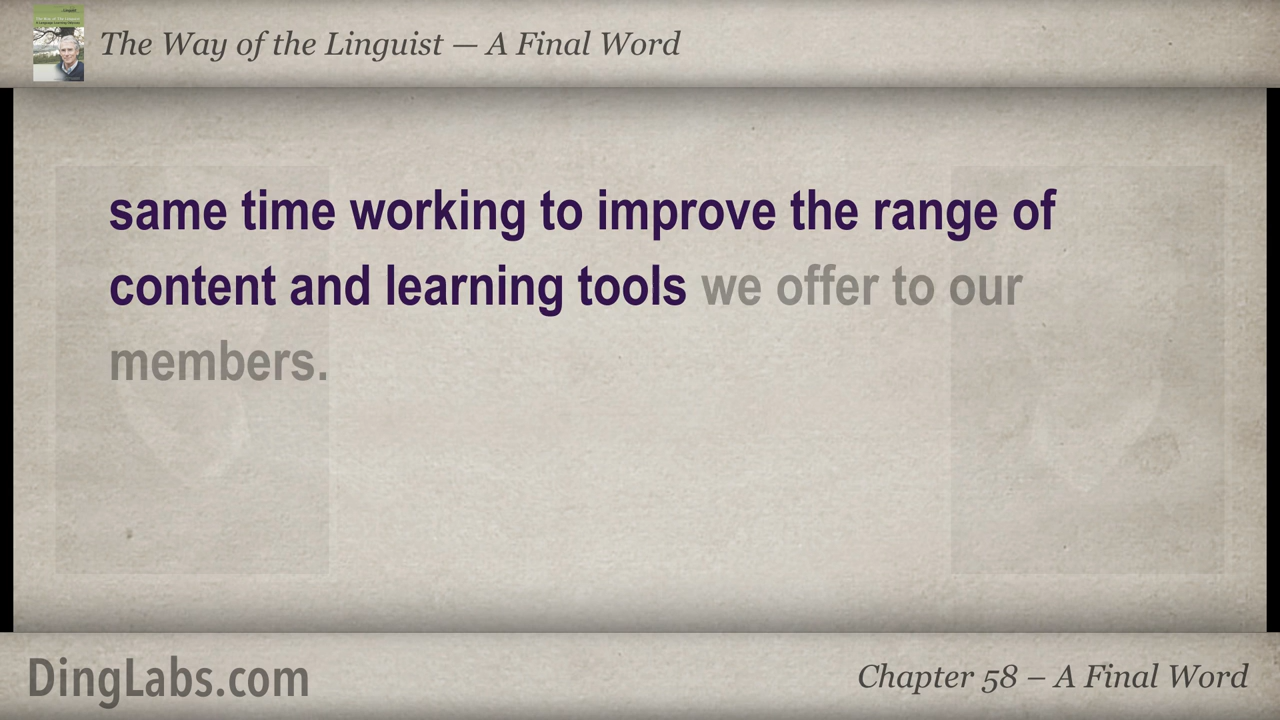 The Way of the Linguist — A Final Word
same time working to improve the range of
content and learning tools we offer to our
members.
DingLabs.com
Chapter 58 – A Final Word